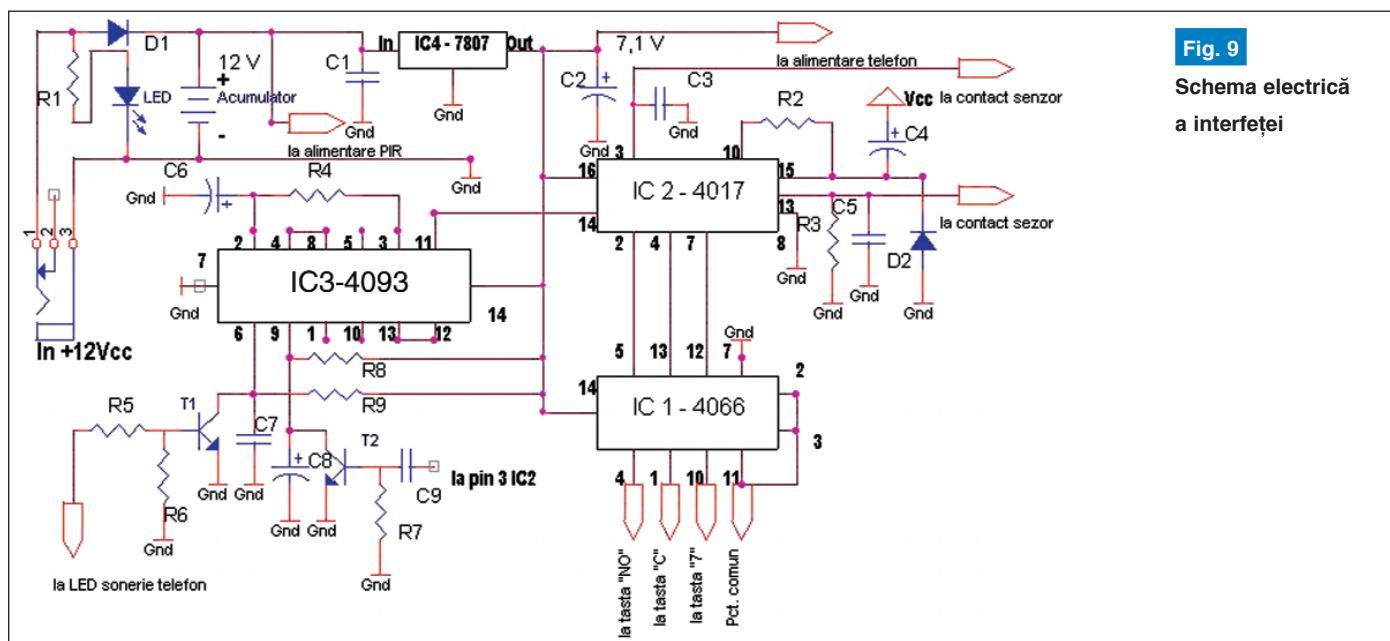 D1
In
IC4 - 7807
Out
7,1 V
la alimentare telefon
Fig. 9
Schema electrică
a interfeței
R1
LED
12 V
+
Acumulator
-
C1
Gnd
C2
C3
Gnd
R2
Vcc
la contact senzor
C4
la alimentare PIR
Gnd
Gnd
C6
Gnd
R4
3
10
16
IC 2 - 4017
15
14
13
R3
C5
la contact sezor
2
4
7
8
D2
Gnd
Gnd
Gnd
Gnd
1
2
3
2
4
8
5
3
11
7
IC3-4093
14
Gnd
6
9
1
10
13
12
In +12Vcc
R8
R9
Gnd
5
13
12
7
2
14
IC 1 - 4066
3
4
1
10
11
R5
T1
C7
C8
T2
la pin 3 IC2
C9
R6
R7
Gnd
Gnd
Gnd
Gnd
Gnd
Gnd
la LED sonerie telefon
la tasta "NO"
la tasta "C"
la tasta "7"
Pct. comun